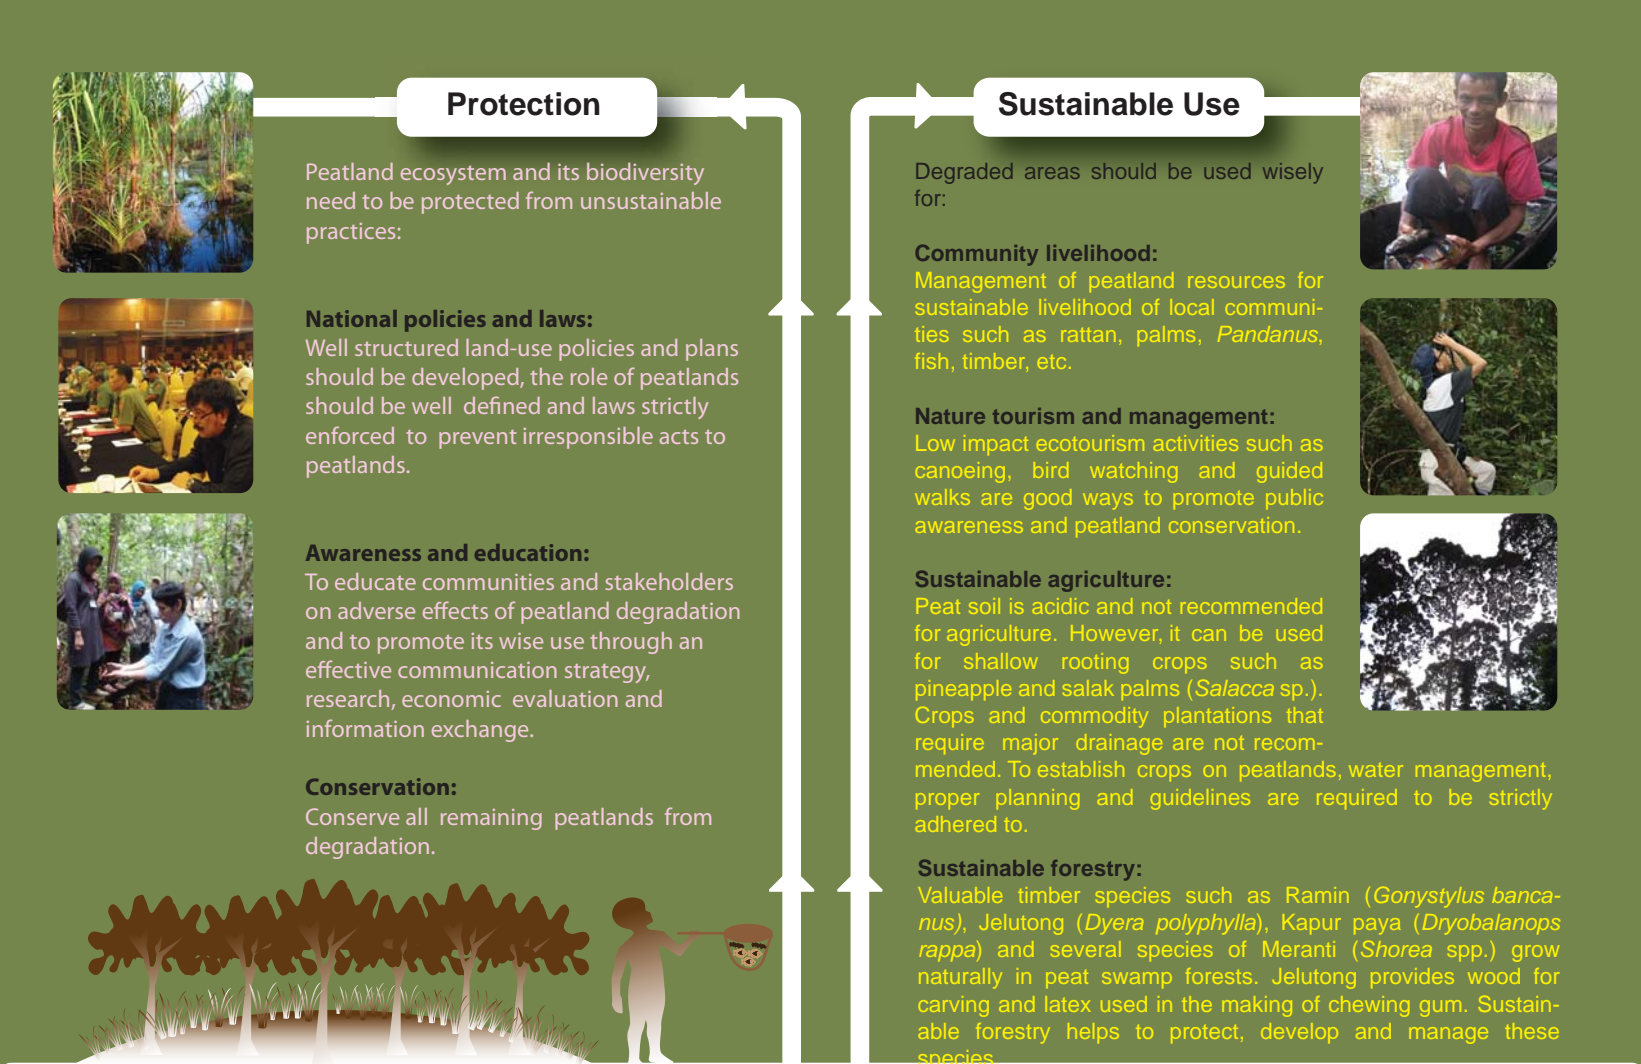 Protection
Peatland ecosystem and its biodiversity
need to be protected from unsustainable
practices:
National policies and laws:
Well structured land-use policies and plans
should be developed, the role of peatlands
should be well defined and laws strictly
enforced to prevent irresponsible acts to
peatlands.
Awareness and education:
To educate communities and stakeholders
on adverse effects of peatland degradation
and to promote its wise use through an
effective communication strategy,
research, economic evaluation and
information exchange.
Conservation:
Conserve all remaining peatlands from
degradation.
Sustainable Use
Degraded areas should be used wisely
for:
Community livelihood:
Management of peatland resources for
sustainable livelihood of local communi-
ties such as rattan, palms, Pandanus,
fish, timber, etc.
Nature tourism and management:
Low impact ecotourism activities such as
canoeing, bird watching and guided
walks are good ways to promote public
awareness and peatland conservation.
Sustainable agriculture:
Peat soil is acidic and not recommended
for agriculture. However, it can be used
for shallow rooting crops such as
pineapple and salak palms (Salacca sp.).
Crops and commodity plantations that
require major drainage are not recom-
mended. To establish crops on peatlands, water management,
proper planning and guidelines are required to be strictly
adhered to.
Sustainable forestry:
Valuable timber species such as Ramin (Gonystylus banca-
nus), Jelutong (Dyera polyphylla), Kapur paya (Dryobalanops
rappa) and several species of Meranti (Shorea spp.) grow
naturally in peat swamp forests. Jelutong provides wood for
carving and latex used in the making of chewing gum. Sustain-
able forestry helps to protect, develop and manage these
species.